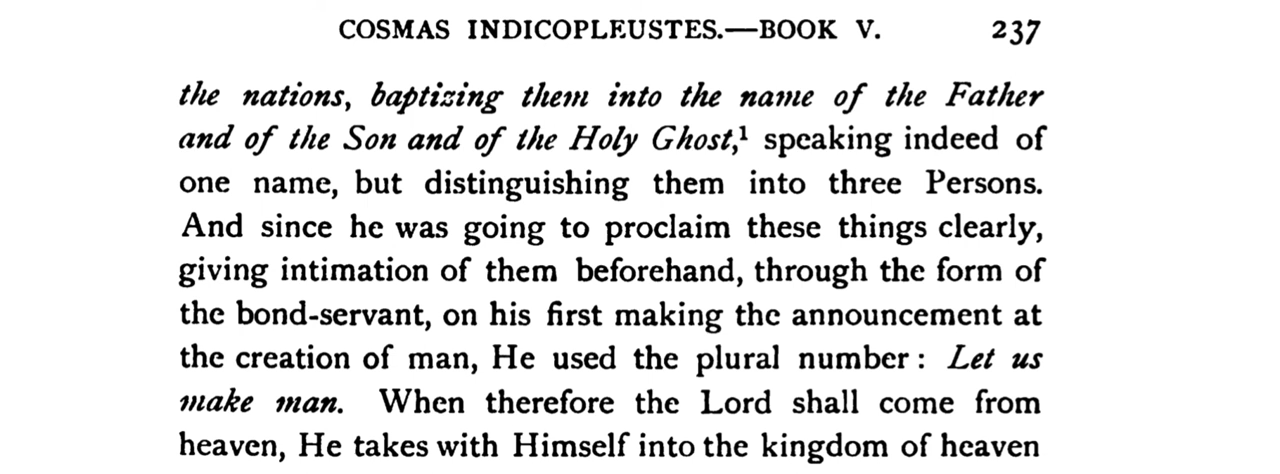 COSMAS INDICOPLEUSTES.—BOOK V. 237
the nations, baptizing them into the name of the Father
and of the Son and of the Holy Ghost,¹ speaking indeed of
one name, but distinguishing them into three Persons.
And since he was going to proclaim these things clearly,
giving intimation of them beforehand, through the form of
the bond-servant, on his first making the announcement at
the creation of man, He used the plural number : Let us
make man. When therefore the Lord shall come from
heaven, He takes with Himself into the kingdom of heaven